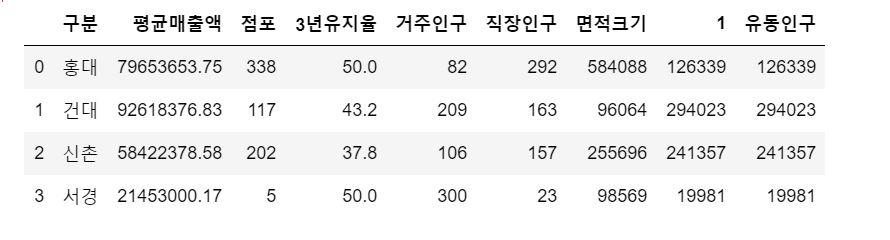 구분 평균매출액 점포 3년유지율 거주인구 직장인구 면적크기 1 유동인구
0 홍대 79653653.75 338 50.0 82 292 584088 126339 126339
1 건대 92618376.83 117 43.2 209 163 96064 294023 294023
2 신촌 58422378.58 202 37.8 106 157 255696 241357 241357
3 서경 21453000.17 5 50.0 300 23 98569 19981 19981